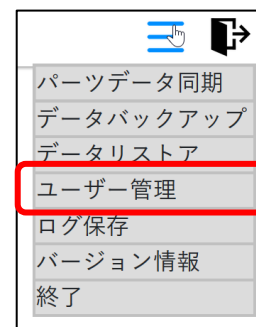 パーツデータ同期
データバックアップ
データリストア
ユーザー管理
ログ保存
バージョン情報
終了